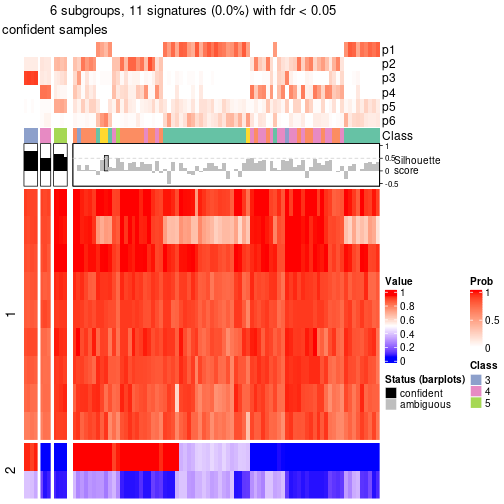 6 subgroups, 11 signatures (0.0%) with fdr < 0.05
confident samples
p1
p2
p3
p4
p5
p6
Class
1
0.5
0
-0.5
Silhouette
score
1
2
Value
1
0.8
0.6
0.4
0.2
0
Prob
1
0.5
0
Status (barplots)
confident
ambiguous
Class
3
4
5